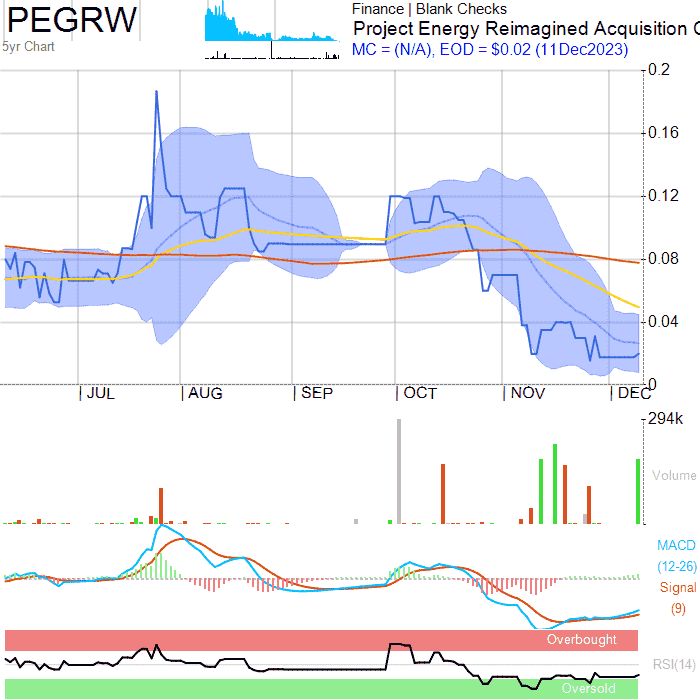 PEGRW
5yr Chart
Finance | Blank Checks
Project Energy Reimagined Acquisition C
MC = (N/A), EOD = $0.02 (11Dec2023)
0.2
0.16
0.12
0.08
0.04
0
JUL AUG SEP OCT NOV DEC
294k
Volume
MACD
(12-26)
Signal
(9)
Overbought
RSI(14)
Oversold